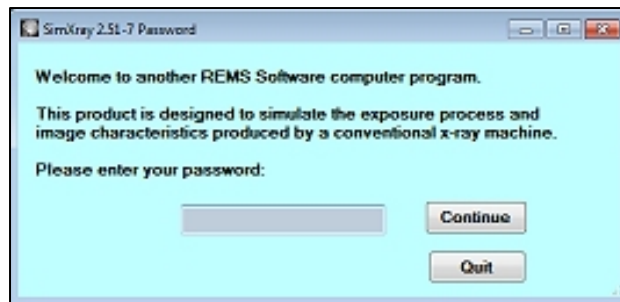 SimXray 2.51-7 Password
Welcome to another REMS Software computer program.
This product is designed to simulate the exposure process and
image characteristics produced by a conventional x-ray machine.
Please enter your password:
Continue
Quit